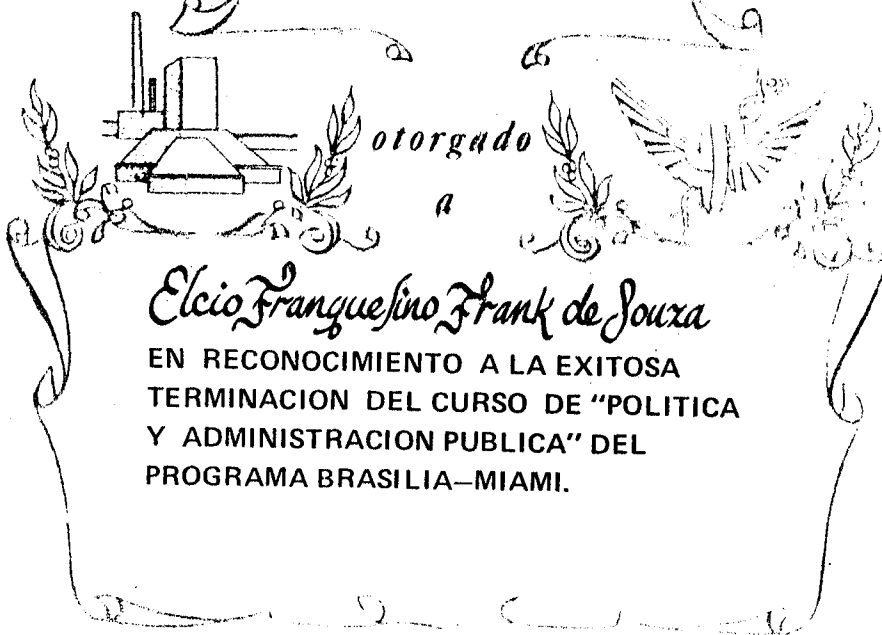 otorgado
a
Elcio Franquesino Frank de Souza
EN RECONOCIMIENTO A LA EXITOSA
TERMINACION DEL CURSO DE "POLITICA
Y ADMINISTRACION PUBLICA" DEL
PROGRAMA BRASILIA—MIAMI.